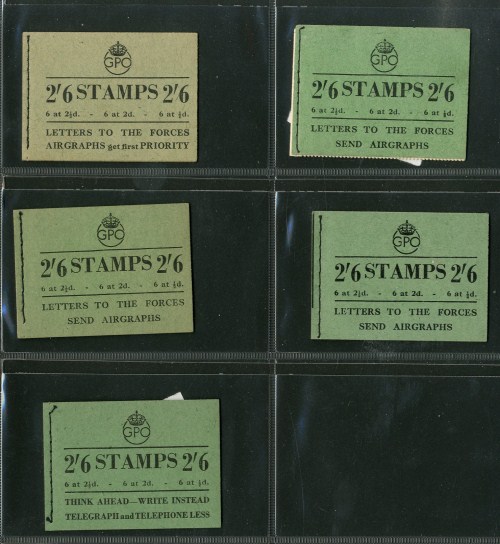 GPO
2/6 STAMPS 2/6
6 at 2½d. - 6 at 2d. - 6 at ½d.
LETTERS TO THE FORCES
AIRGRAPHS get first PRIORITY
GPO
2/6 STAMPS 2/6
6 at 2½d. - 6 at 2d. - 6 at ½d.
LETTERS TO THE FORCES
SEND AIRGRAPHS
GPO
2/6 STAMPS 2/6
6 at 2½d. - 6 at 2d. - 6 at ½d.
LETTERS TO THE FORCES
SEND AIRGRAPHS
GPO
2/6 STAMPS 2/6
6 at 2½d. - 6 at 2d. - 6 at ½d.
LETTERS TO THE FORCES
SEND AIRGRAPHS
GPO
2/6 STAMPS 2/6
6 at 2½d. - 6 at 2d. - 6 at ½d.
THINK AHEAD—WRITE INSTEAD
TELEGRAPH and TELEPHONE LESS